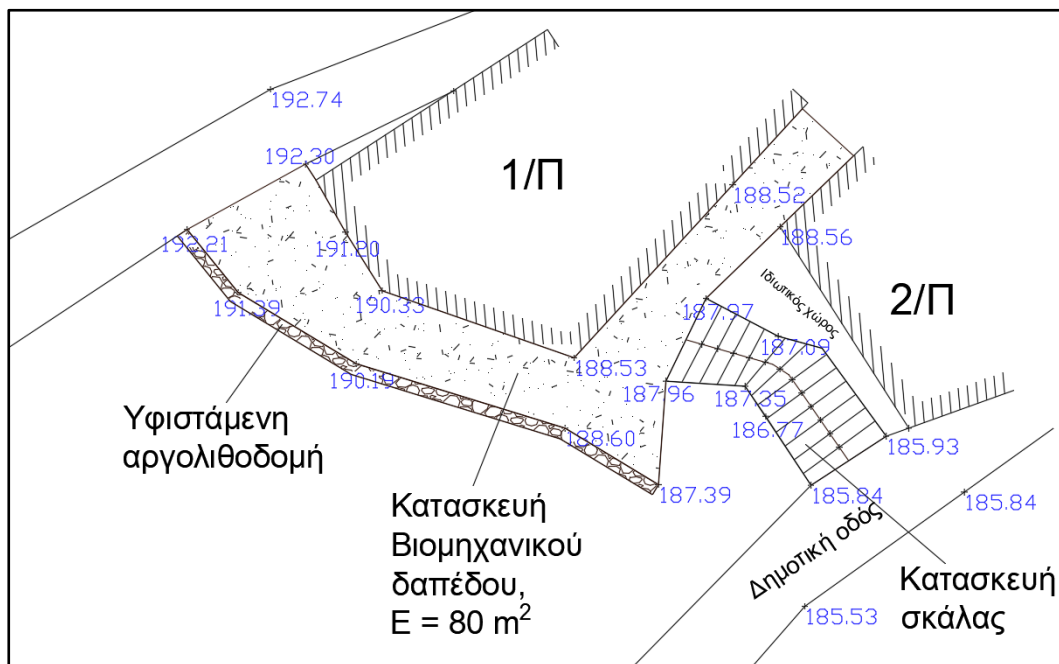 192.74
192.30
1/Π
188.52
192.21
191.20
188.56
Ιδιωτικός χώρος
191.39
190.33
187.97
2/Π
187.09
188.53
190.19
187.96
187.35
Υφιστάμενη
αργολιθοδομή
188.60
186.77
185.93
187.39
185.84
185.84
Κατασκευή
Βιομηχανικού
δαπέδου,
Ε = 80 m²
Δημοτική οδός
185.53
Κατασκευή
σκάλας